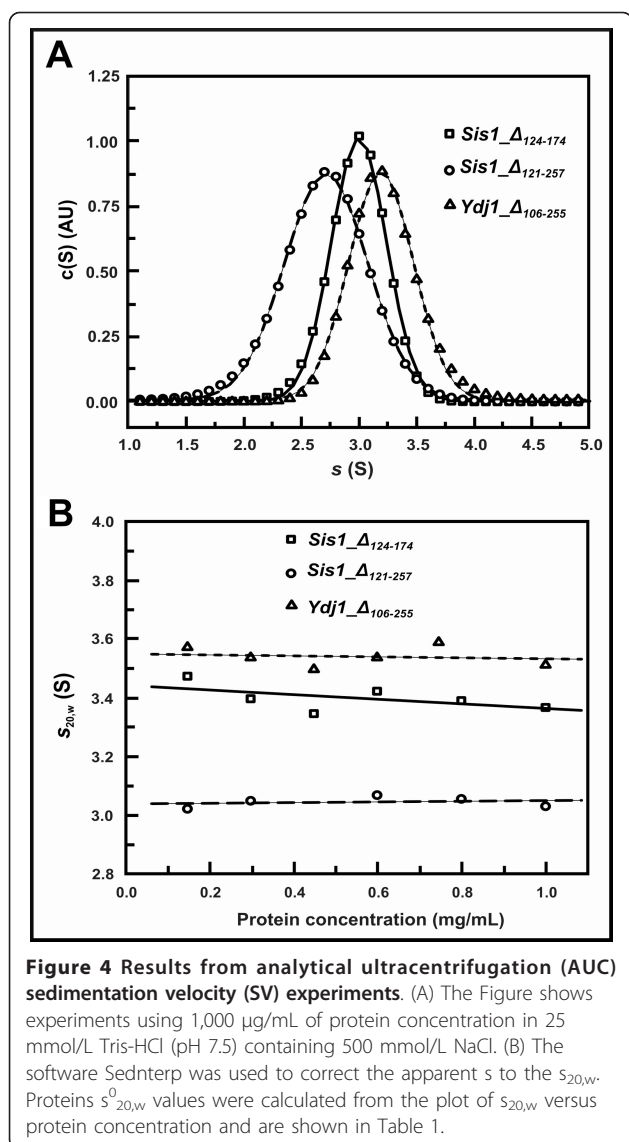 A
1.25
1.00
0.75
0.50
0.25
0.00
c(S) (AU)
Sis1_Δ124-174
Sis1_Δ121-257
Ydj1_Δ106-255
1.0 1.5 2.0 2.5 3.0 3.5 4.0 4.5 5.0
s (S)
B
4.0
3.8
3.6
3.4
3.2
3.0
2.8
s20,w (S)
Sis1_Δ124-174
Sis1_Δ121-257
Ydj1_Δ106-255
0.0 0.2 0.4 0.6 0.8 1.0
Protein concentration (mg/mL)
Figure 4 Results from analytical ultracentrifugation (AUC)
sedimentation velocity (SV) experiments. (A) The Figure shows
experiments using 1,000 μg/mL of protein concentration in 25
mmol/L Tris-HCl (pH 7.5) containing 500 mmol/L NaCl. (B) The
software Sednterp was used to correct the apparent s to the s20,w.
Proteins s⁰20,w values were calculated from the plot of s20,w versus
protein concentration and are shown in Table 1.